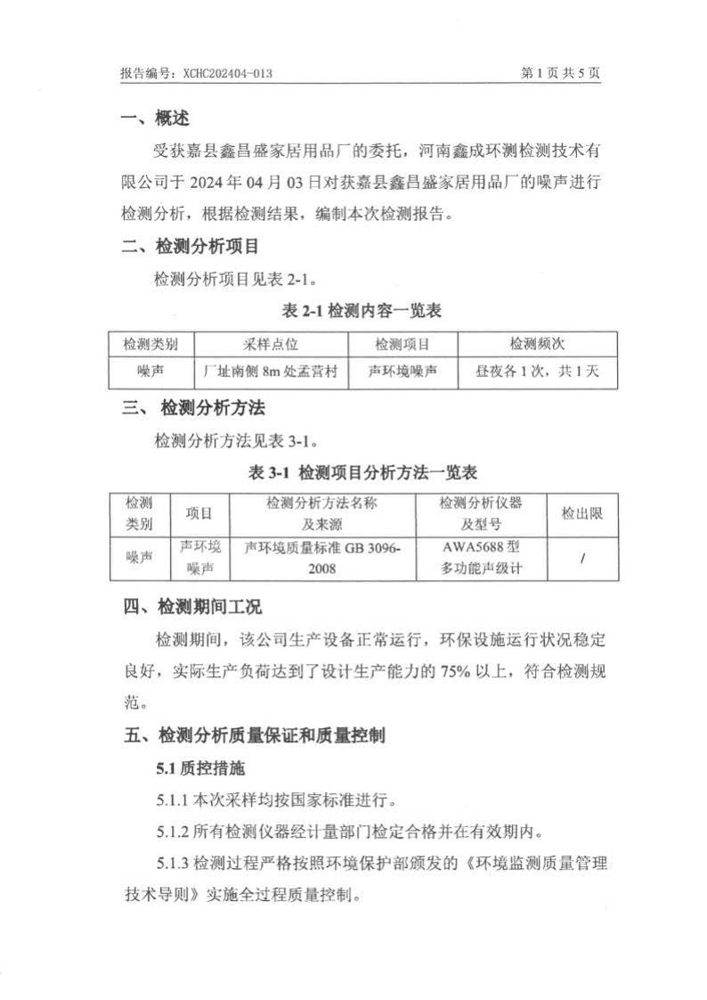 报告编号：XCHC202404-013 第 1 页 共 5 页
一、概述
受获嘉县鑫昌盛家居用品厂的委托，河南鑫成环测检测技术有
限公司于 2024 年 04 月 03 日对获嘉县鑫昌盛家居用品厂的噪声进行
检测分析，根据检测结果，编制本次检测报告。
二、检测分析项目
检测分析项目见表 2-1。
表 2-1 检测内容一览表
检测类别 采样点位 检测项目 检测频次
噪声 厂址南侧 8m 处孟营村 声环境噪声 昼夜各 1 次，共 1 天
三、 检测分析方法
检测分析方法见表 3-1。
表 3-1 检测项目分析方法一览表
检测类别 项目 检测分析方法名称及来源 检测分析仪器及型号 检出限
噪声 声环境噪声 声环境质量标准 GB 3096-2008 AWA5688 型多功能声级计 /
四、检测期间工况
检测期间，该公司生产设备正常运行，环保设施运行状况稳定
良好，实际生产负荷达到了设计生产能力的 75% 以上，符合检测规
范。
五、检测分析质量保证和质量控制
5.1 质控措施
5.1.1 本次采样均按国家标准进行。
5.1.2 所有检测仪器经计量部门检定合格并在有效期内。
5.1.3 检测过程严格按照环境保护部颁发的《环境监测质量管理
技术导则》实施全过程质量控制。